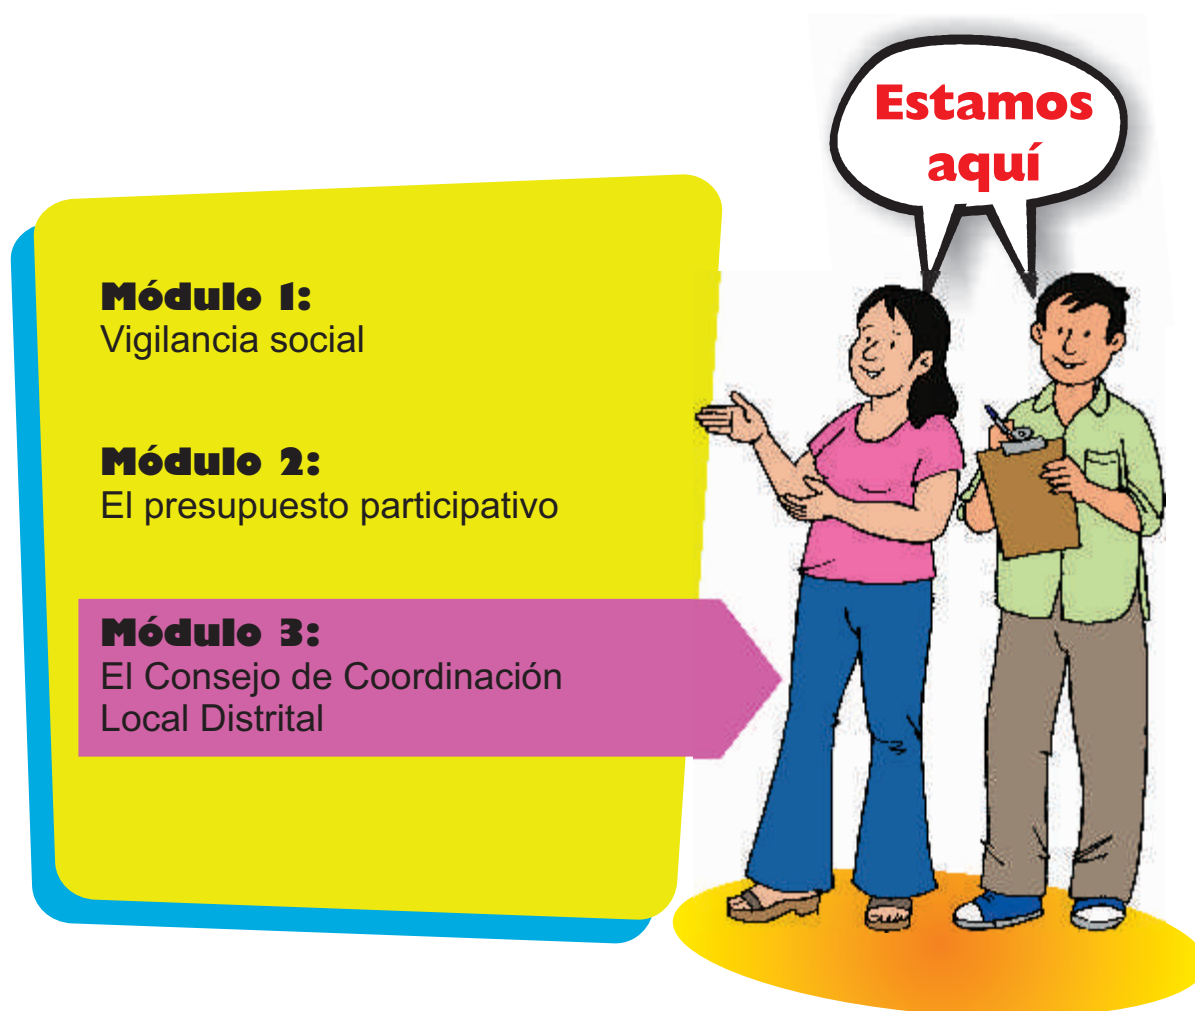 Estamos
aquí
Módulo 1:
Vigilancia social
Módulo 2:
El presupuesto participativo
Módulo 3:
El Consejo de Coordinación
Local Distrital